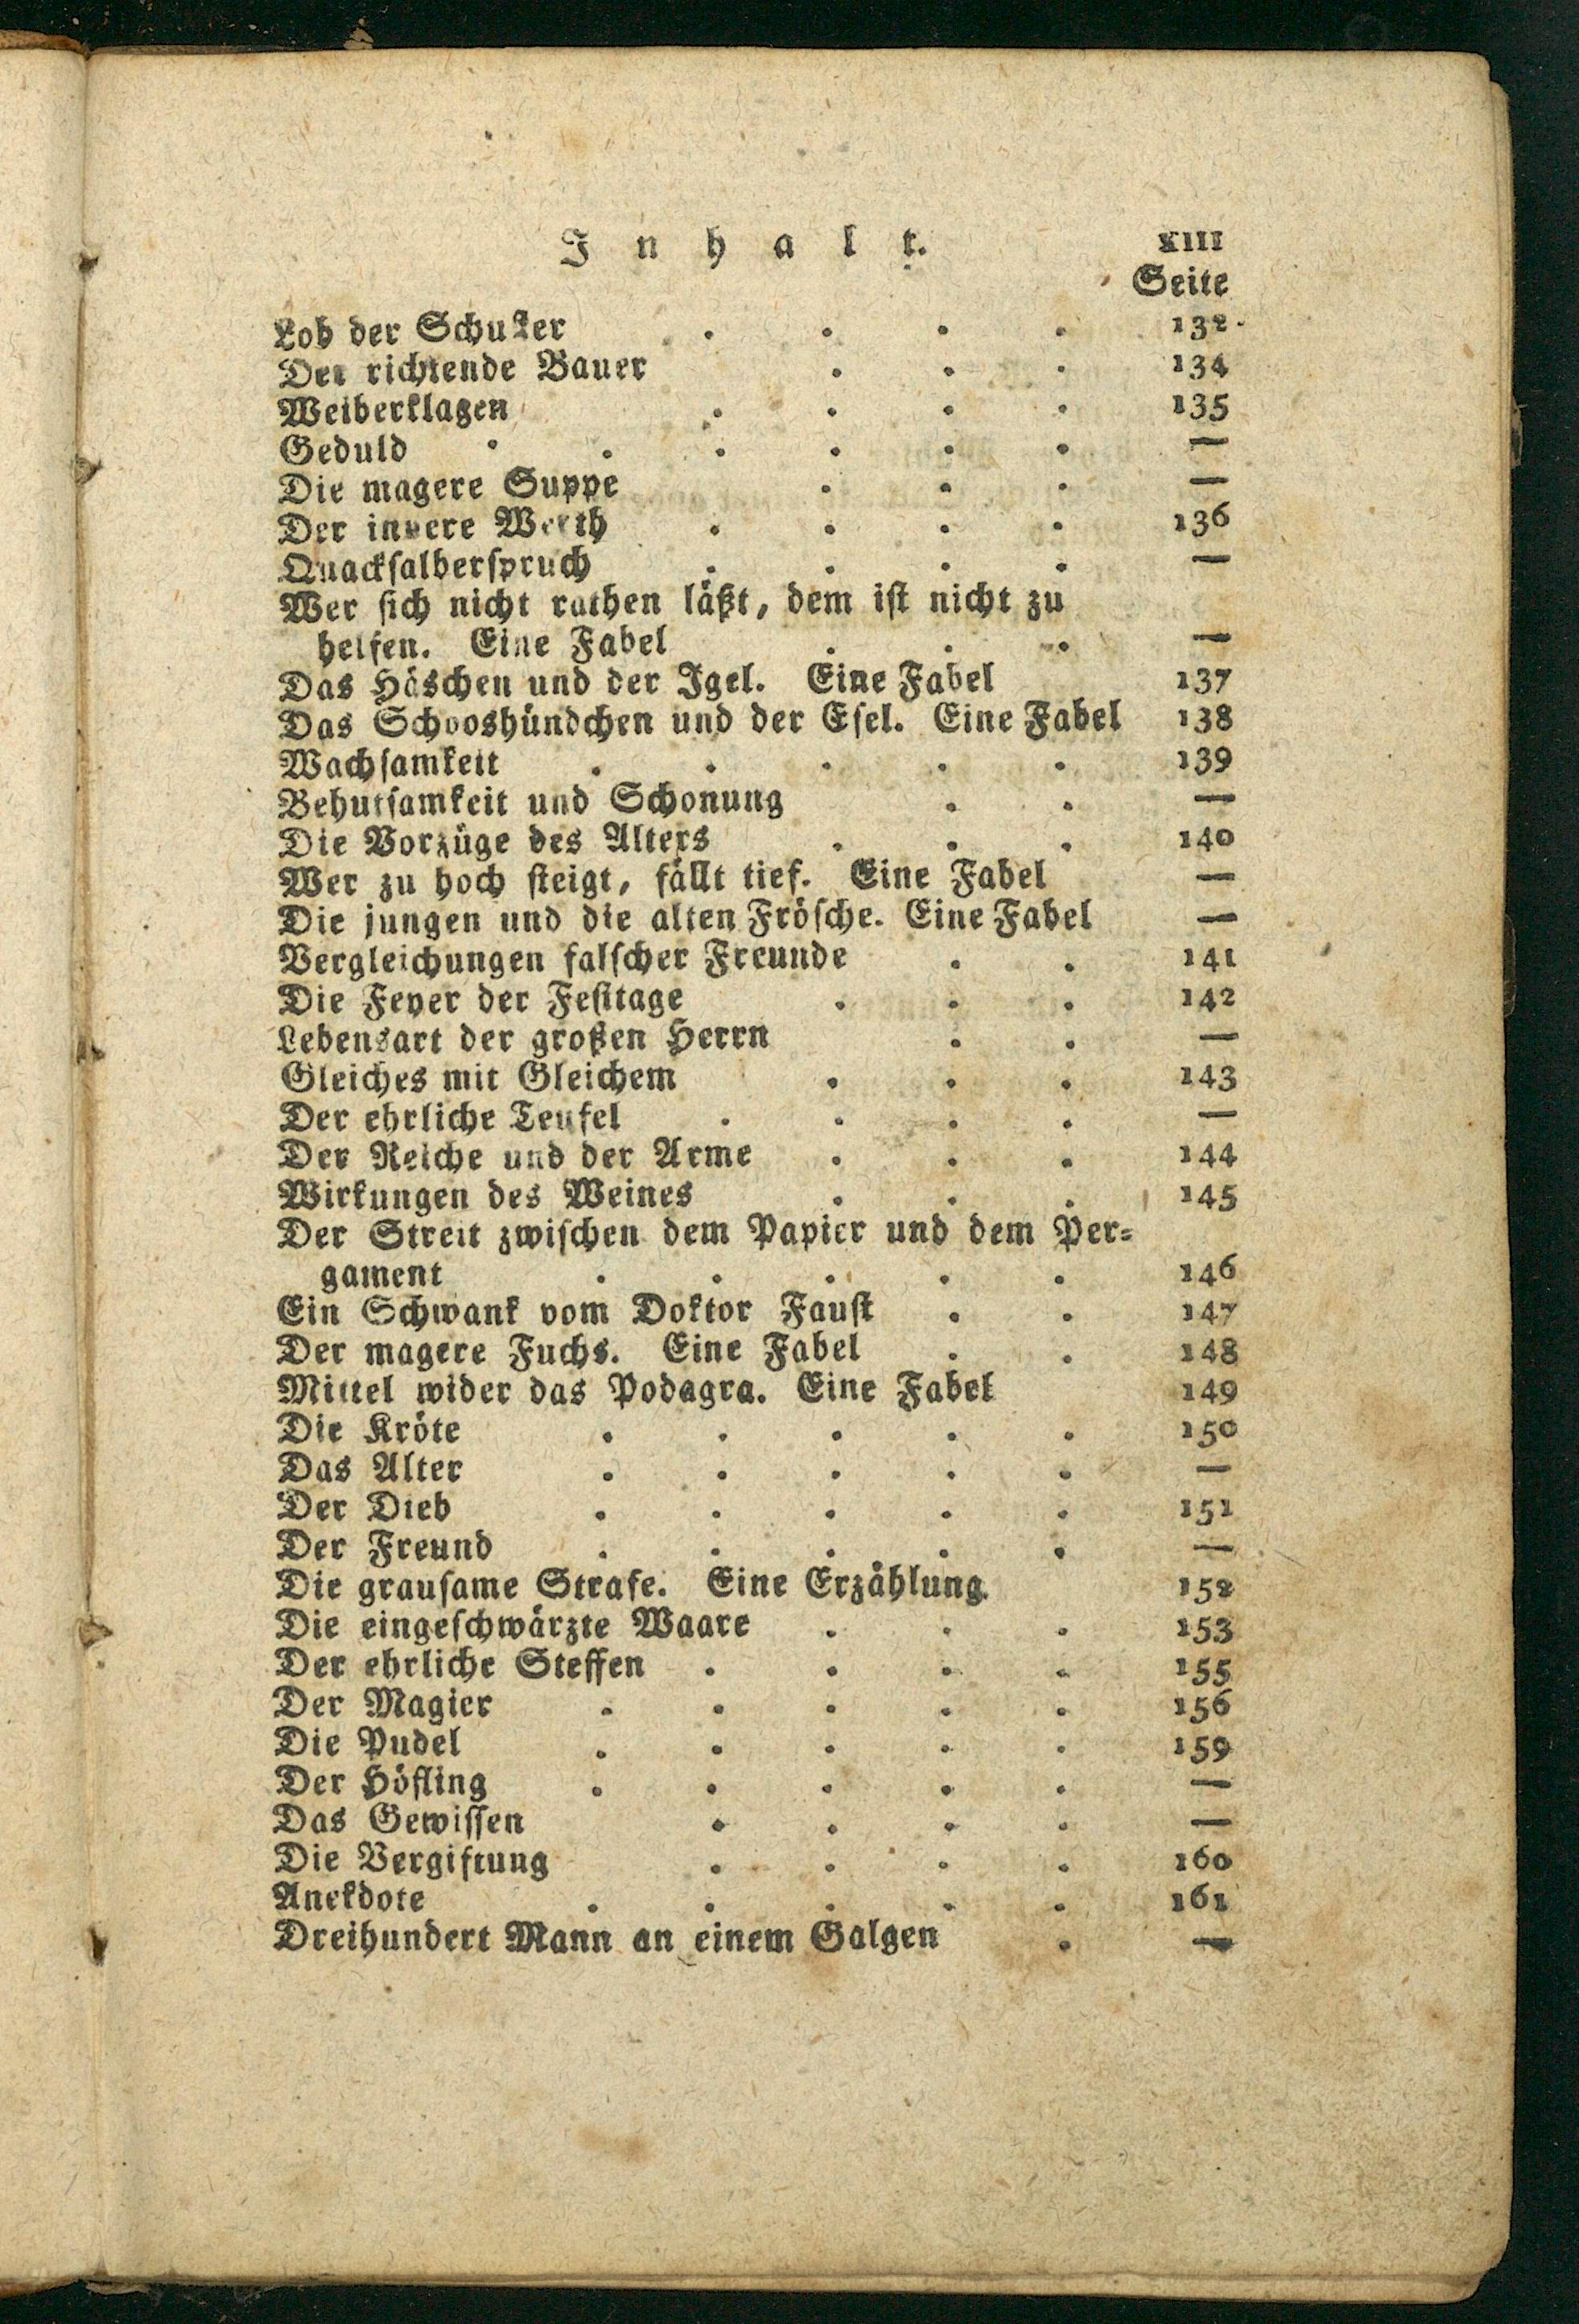 Inhalt. XIII
Seite
Lob der Schuster . . . . 132
Der richtende Bauer . . . 134
Weiberklagen . . . . 135
Geduld . . . . . . —
Die magere Suppe . . . —
Der innere Werth . . . . 136
Quackſalberſpruch . . . . —
Wer ſich nicht rathen läßt, dem iſt nicht zu
helfen. Eine Fabel . . . —
Das Häschen und der Igel. Eine Fabel 137
Das Schooshündchen und der Eſel. Eine Fabel 138
Wachſamkeit . . . . . 139
Behutſamkeit und Schonung . . —
Die Vorzüge des Alters . . . 140
Wer zu hoch ſteigt, fällt tief. Eine Fabel —
Die jungen und die alten Fröſche. Eine Fabel —
Vergleichungen falſcher Freunde . . 141
Die Feyer der Feſttage . . . 142
Lebensart der großen Herrn . . —
Gleiches mit Gleichem . . . 143
Der ehrliche Teufel . . . . —
Der Reiche und der Arme . . . 144
Wirkungen des Weines . . . 145
Der Streit zwiſchen dem Papier und dem Per-
gament . . . . . 146
Ein Schwank vom Doktor Fauſt . . 147
Der magere Fuchs. Eine Fabel . . 148
Mittel wider das Podagra. Eine Fabel 149
Die Kröte . . . . . 150
Das Alter . . . . . —
Der Dieb . . . . . 151
Der Freund . . . . . —
Die grauſame Strafe. Eine Erzählung 152
Die eingeſchwärzte Waare . . . 153
Der ehrliche Steffen . . . . 155
Der Magier . . . . . 156
Die Pudel . . . . . 159
Der Höfling . . . . . —
Das Gewiſſen . . . . —
Die Vergiftung . . . . 160
Anekdote . . . . . 161
Dreihundert Mann an einem Galgen . —